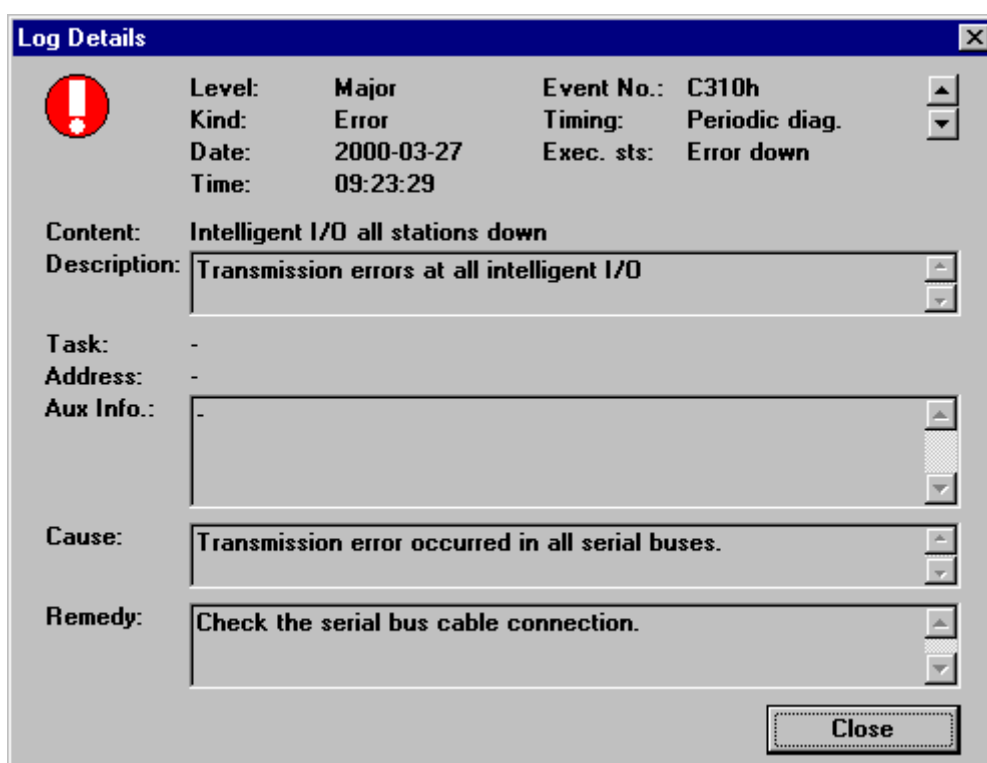 Log Details
Level: Major Event No.: C310h
Kind: Error Timing: Periodic diag.
Date: 2000-03-27 Exec. sts: Error down
Time: 09:23:29
Content: Intelligent I/O all stations down
Description: Transmission errors at all intelligent I/O
Task: -
Address: -
Aux Info.: -
Cause: Transmission error occurred in all serial buses.
Remedy: Check the serial bus cable connection.
Close